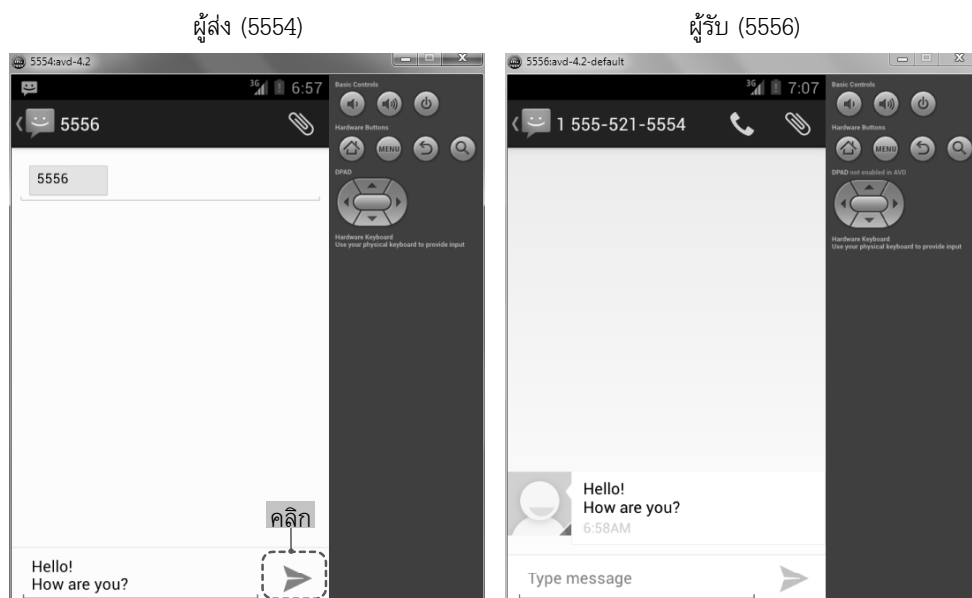 ผู้ส่ง (5554)
5554:avd-4.2
3G 6:57
5556
5556
Basic Controls
Hardware Buttons
MENU
DPAD
Hardware Keyboard
Use your physical keyboard to provide input
คลิก
Hello!
How are you?
ผู้รับ (5556)
5556:avd-4.2-default
3G 7:07
1 555-521-5554
Basic Controls
Hardware Buttons
MENU
DPAD not enabled in AVD
Hardware Keyboard
Use your physical keyboard to provide input
Hello!
How are you?
6:58AM
Type message